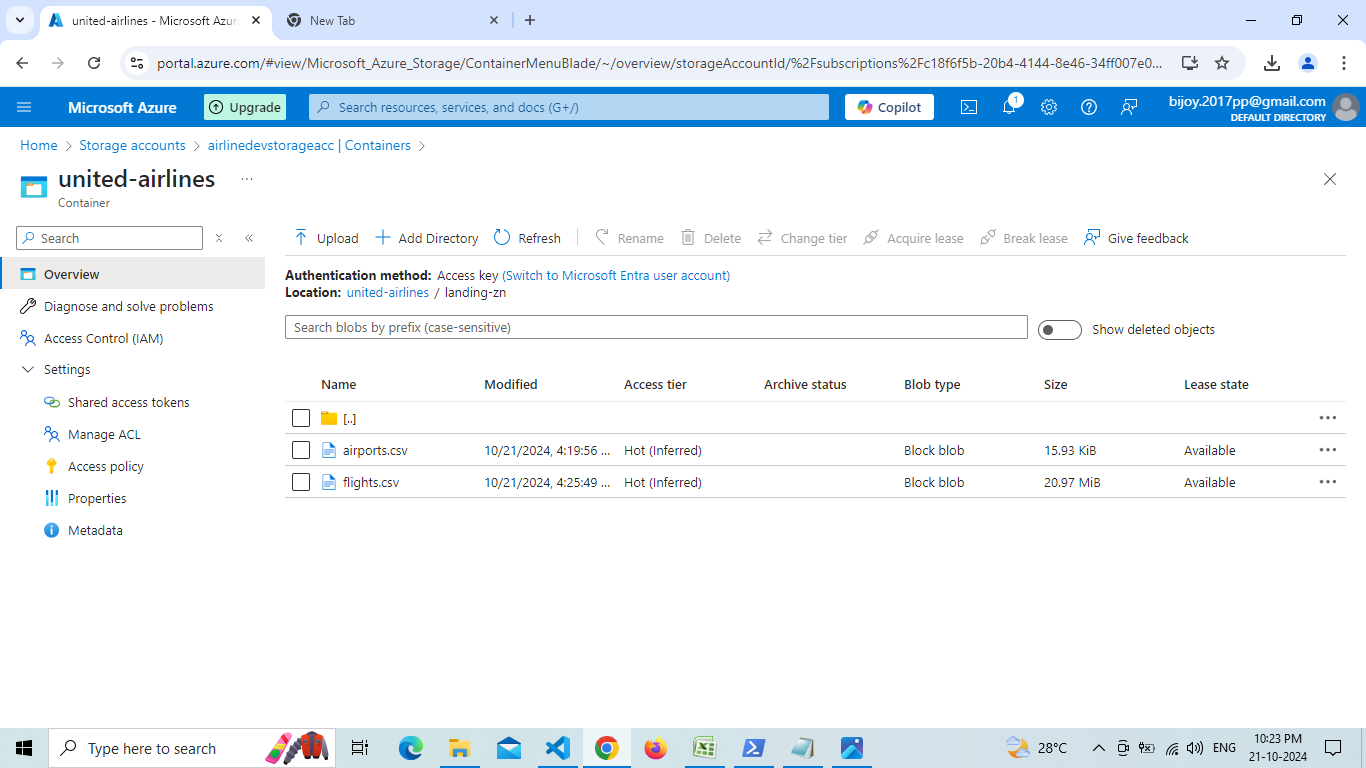 united-airlines - Microsoft Azur
New Tab
portal.azure.com/#view/Microsoft_Azure_Storage/ContainerMenuBlade/~/overview/storageAccountId/%2Fsubscriptions%2Fc18f6f5b-20b4-4144-8e46-34ff007e0...
Microsoft Azure
Upgrade
Search resources, services, and docs (G+/)
Copilot
1
bijoy.2017pp@gmail.com
DEFAULT DIRECTORY
Home > Storage accounts > airlinedevstorageacc | Containers >
united-airlines ...
Container
Search
Overview
Diagnose and solve problems
Access Control (IAM)
Settings
Shared access tokens
Manage ACL
Access policy
Properties
Metadata
Upload Add Directory Refresh Rename Delete Change tier Acquire lease Break lease Give feedback
Authentication method: Access key (Switch to Microsoft Entra user account)
Location: united-airlines / landing-zn
Search blobs by prefix (case-sensitive)
Show deleted objects
Name Modified Access tier Archive status Blob type Size Lease state
[..]
airports.csv 10/21/2024, 4:19:56 ... Hot (Inferred) Block blob 15.93 KiB Available
flights.csv 10/21/2024, 4:25:49 ... Hot (Inferred) Block blob 20.97 MiB Available
Type here to search
28°C
ENG
10:23 PM
21-10-2024